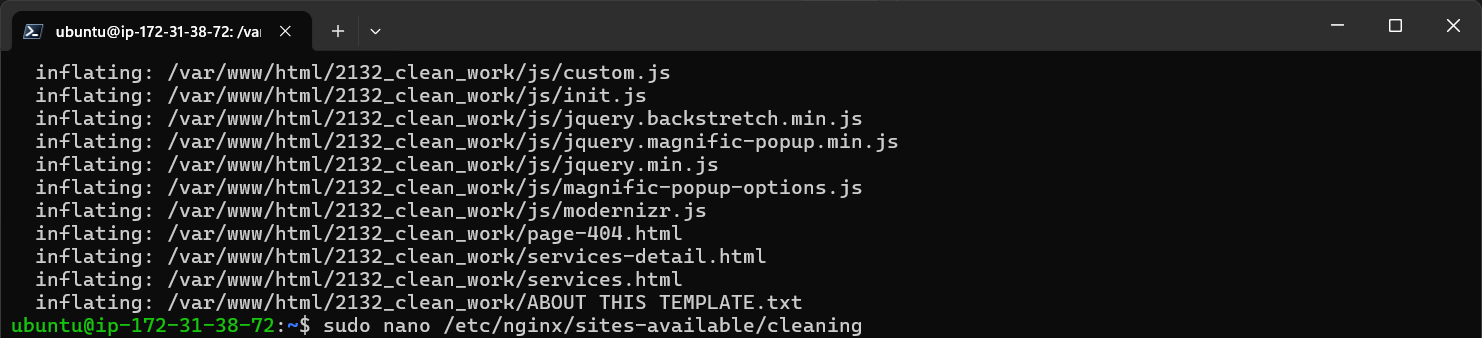 ubuntu@ip-172-31-38-72: /va
inflating: /var/www/html/2132_clean_work/js/custom.js
inflating: /var/www/html/2132_clean_work/js/init.js
inflating: /var/www/html/2132_clean_work/js/jquery.backstretch.min.js
inflating: /var/www/html/2132_clean_work/js/jquery.magnific-popup.min.js
inflating: /var/www/html/2132_clean_work/js/jquery.min.js
inflating: /var/www/html/2132_clean_work/js/magnific-popup-options.js
inflating: /var/www/html/2132_clean_work/js/modernizr.js
inflating: /var/www/html/2132_clean_work/page-404.html
inflating: /var/www/html/2132_clean_work/services-detail.html
inflating: /var/www/html/2132_clean_work/services.html
inflating: /var/www/html/2132_clean_work/ABOUT THIS TEMPLATE.txt
ubuntu@ip-172-31-38-72:~$ sudo nano /etc/nginx/sites-available/cleaning